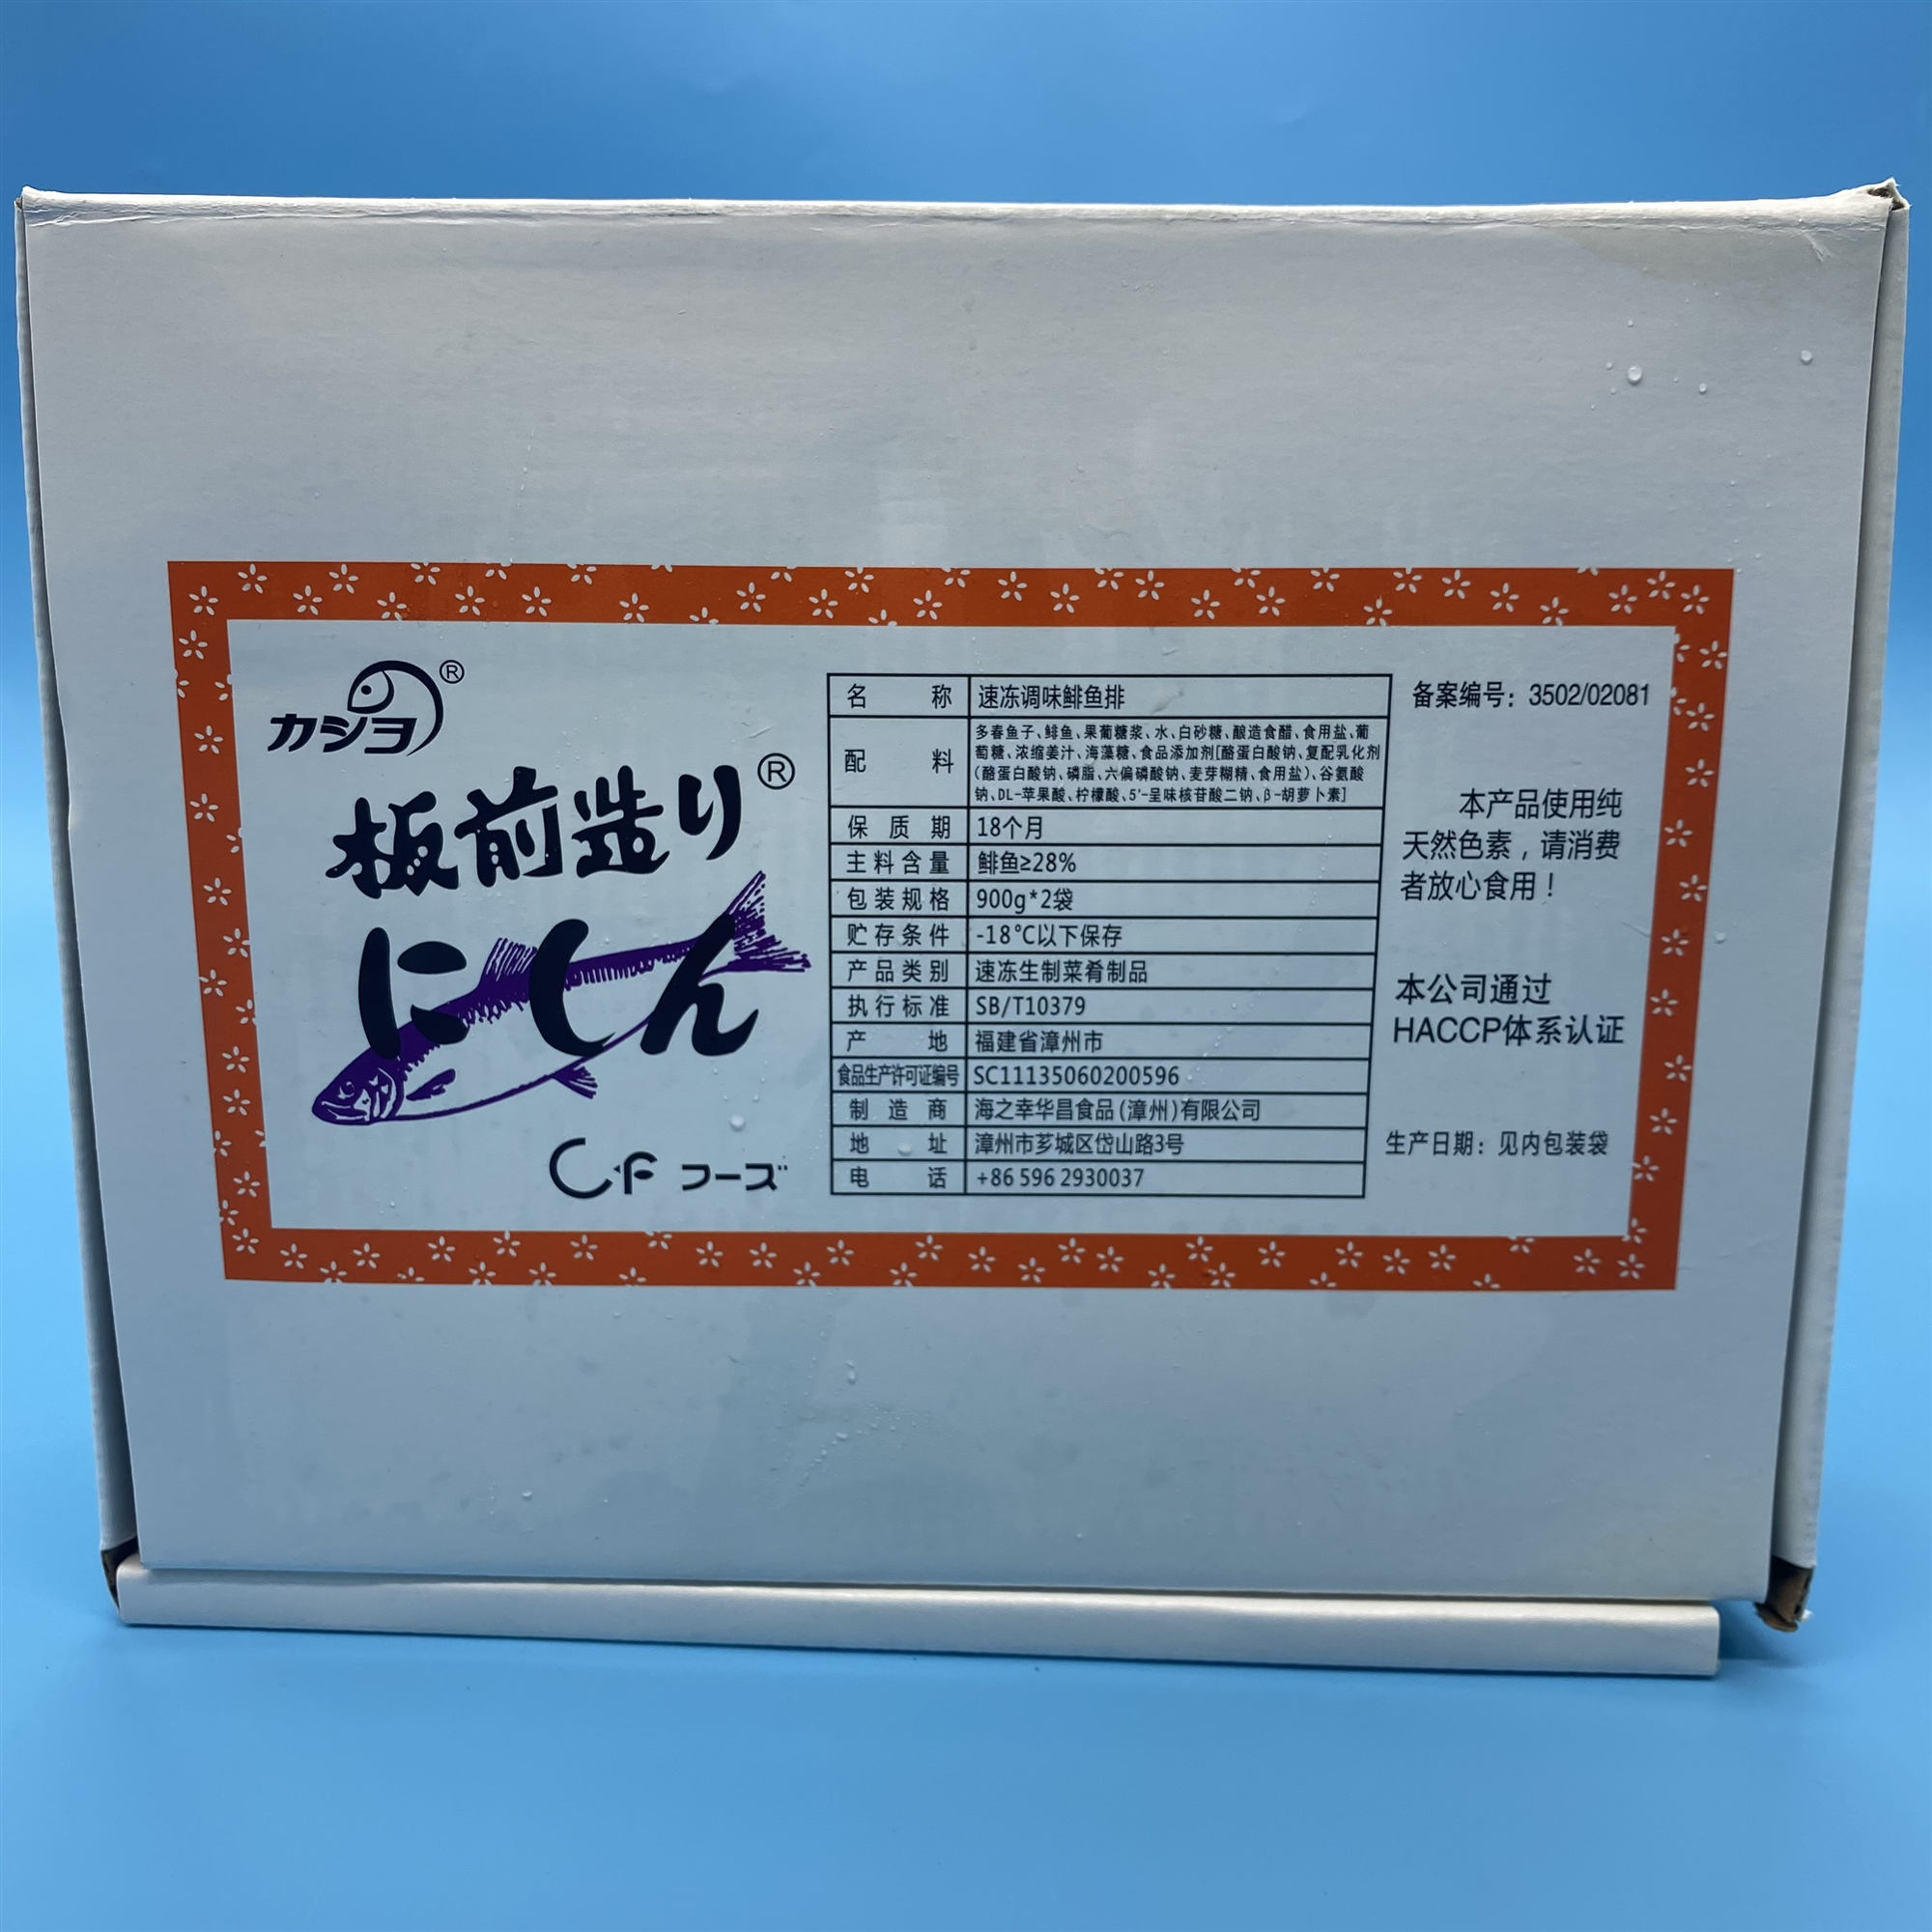 カショ®
板前造り®
にしん
CFフーズ
名称 速冻调味鲱鱼排
配料 多春鱼子、鲱鱼、果葡糖浆、水、白砂糖、酿造食醋、食用盐、葡
萄糖、浓缩姜汁、海藻糖、食品添加剂[酪蛋白酸钠、复配乳化剂
(酪蛋白酸钠、磷脂、六偏磷酸钠、麦芽糊精、食用盐)、谷氨酸
钠、DL-苹果酸、柠檬酸、5'-呈味核苷酸二钠、β-胡萝卜素]
保质期 18个月
主料含量 鲱鱼≥28%
包装规格 900g*2袋
贮存条件 -18℃以下保存
产品类别 速冻生制菜肴制品
执行标准 SB/T10379
产地 福建省漳州市
食品生产许可证编号 SC11135060200596
制造商 海之幸华昌食品(漳州)有限公司
地址 漳州市芗城区岱山路3号
电话 +86 596 2930037
备案编号：3502/02081
本产品使用纯
天然色素，请消费
者放心食用！
本公司通过
HACCP体系认证
生产日期：见内包装袋